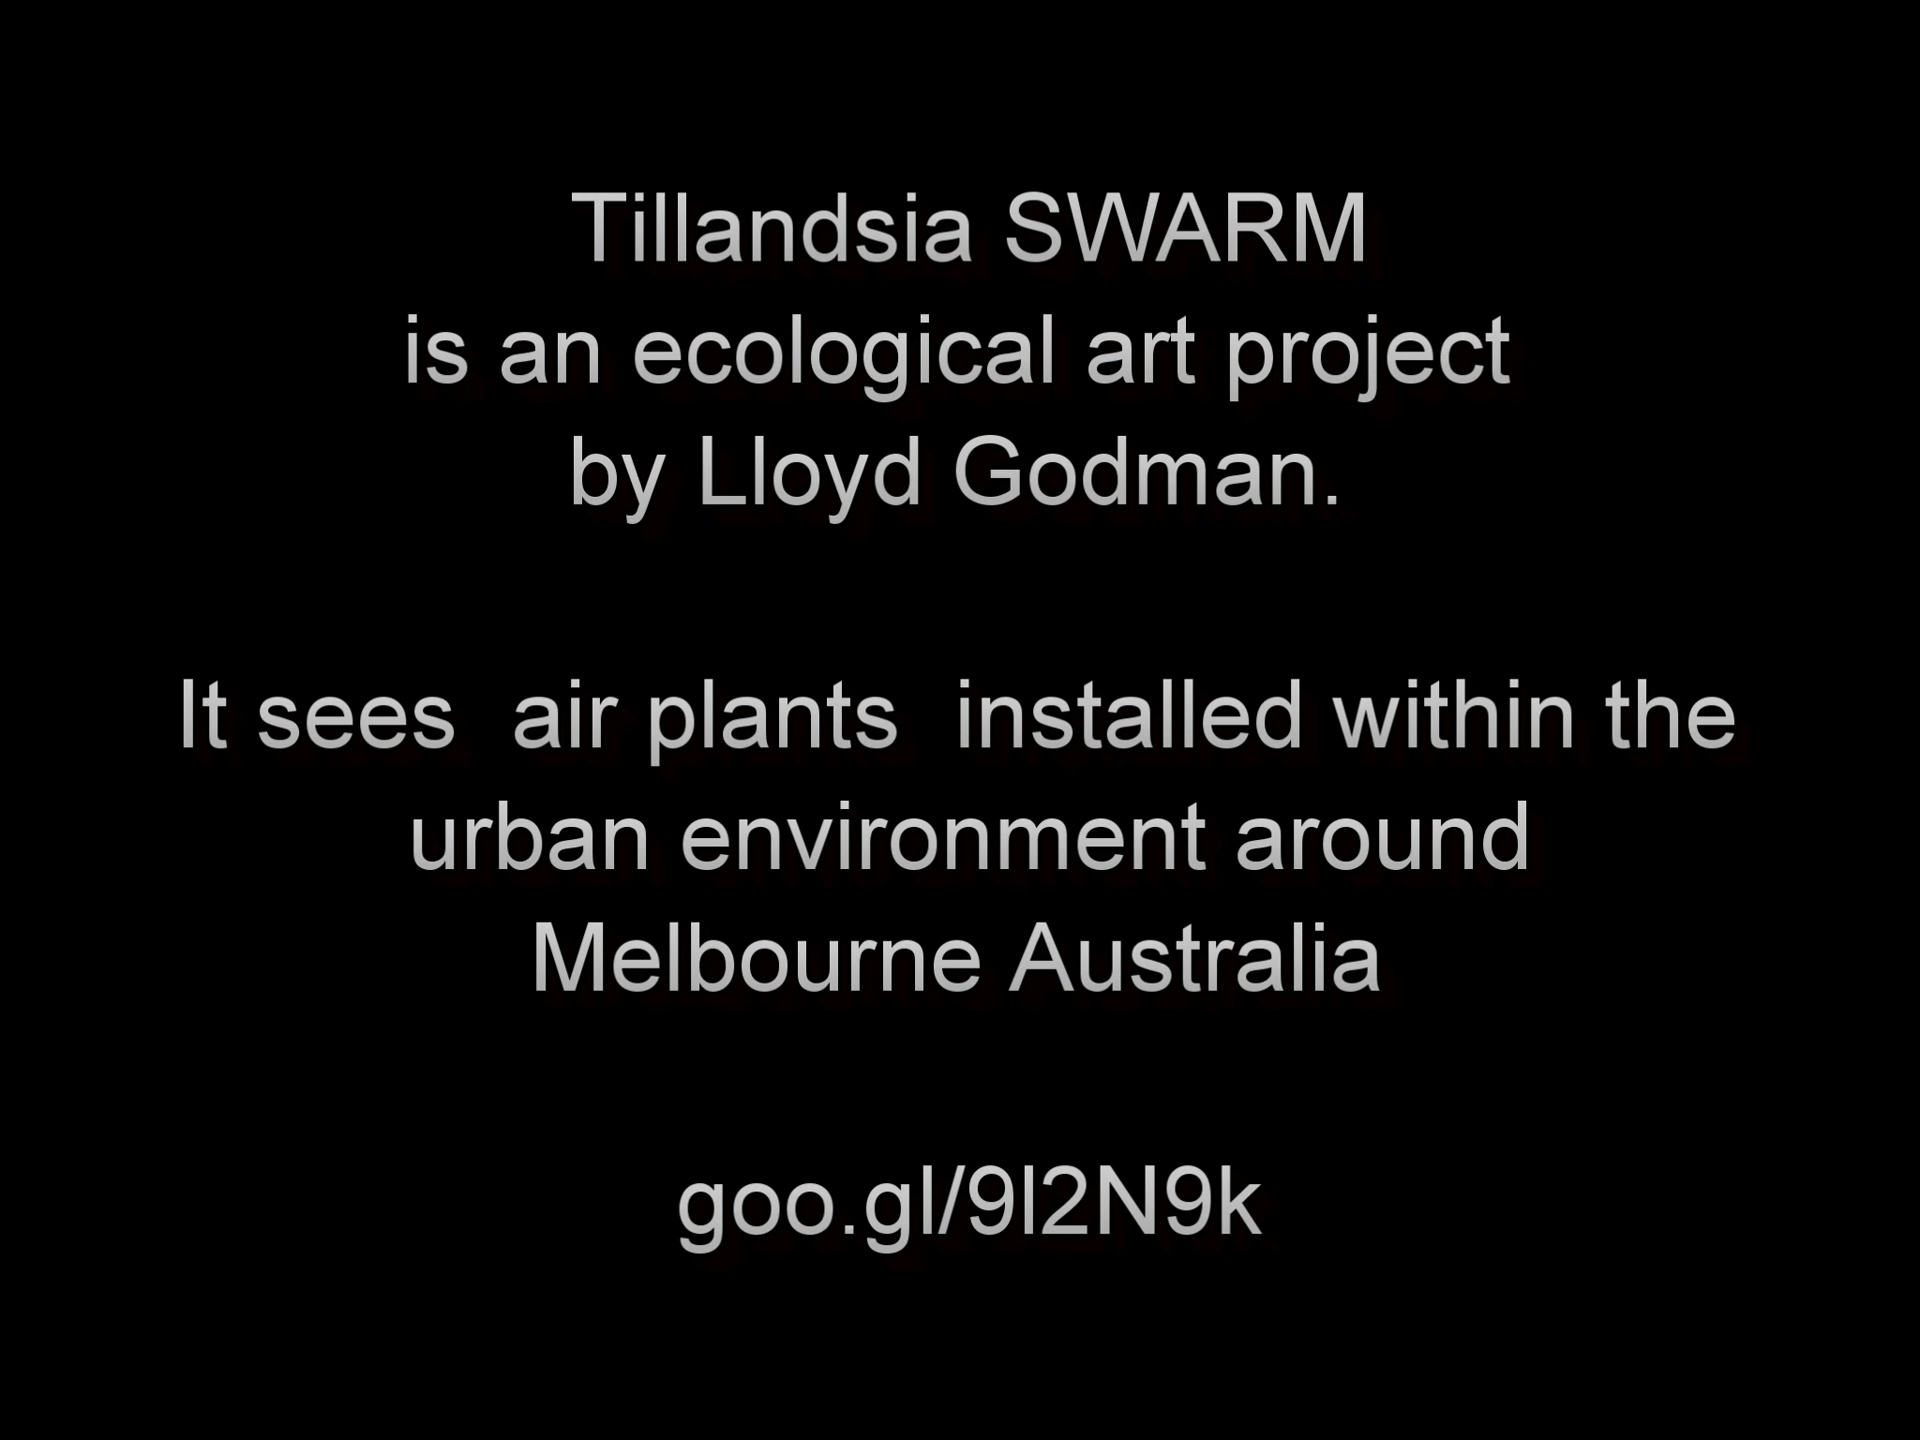 Tillandsia SWARM
is an ecological art project
by Lloyd Godman.
It sees  air plants  installed within the
urban environment around
Melbourne Australia
goo.gl/9l2N9k